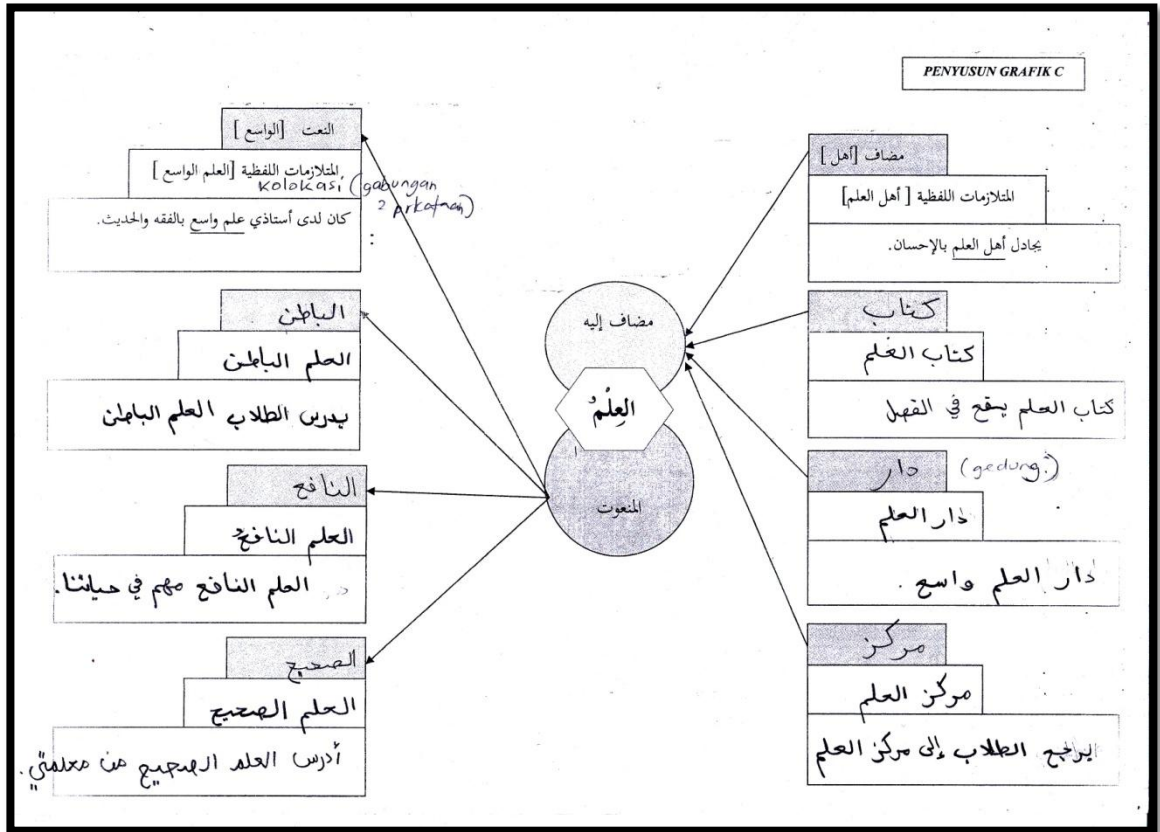 PENYUSUN GRAFIK C
مضاف [أهل ]
المتلازمات اللفظية [ أهل العلم]
يجادل أهل العلم بالإحسان.
كتاب
كتاب العلم
كتاب العلم يقع في الفصل
دار
(gedung)
دار العلم
دار العلم واسع .
مركز
مركز العلم
يراجع الطلاب إلى مركز العلم
مضاف إليه
العِلْمُ
المنعوت
النعت [الواسع ]
المتلازمات اللفظية [العلم الواسع ]
kolokasi (gabungan
2 prkataan)
كان لدى أستاذي علم واسع بالفقه والحديث.
:
الباطن
العلم الباطن
يدرس الطلاب العلم الباطن
النافع
العلم النافعُ
العلم النافع مهم في حياتنا.
الصحيح
العلم الصحيح
أدرس العلم الصحيح من معلمتي.